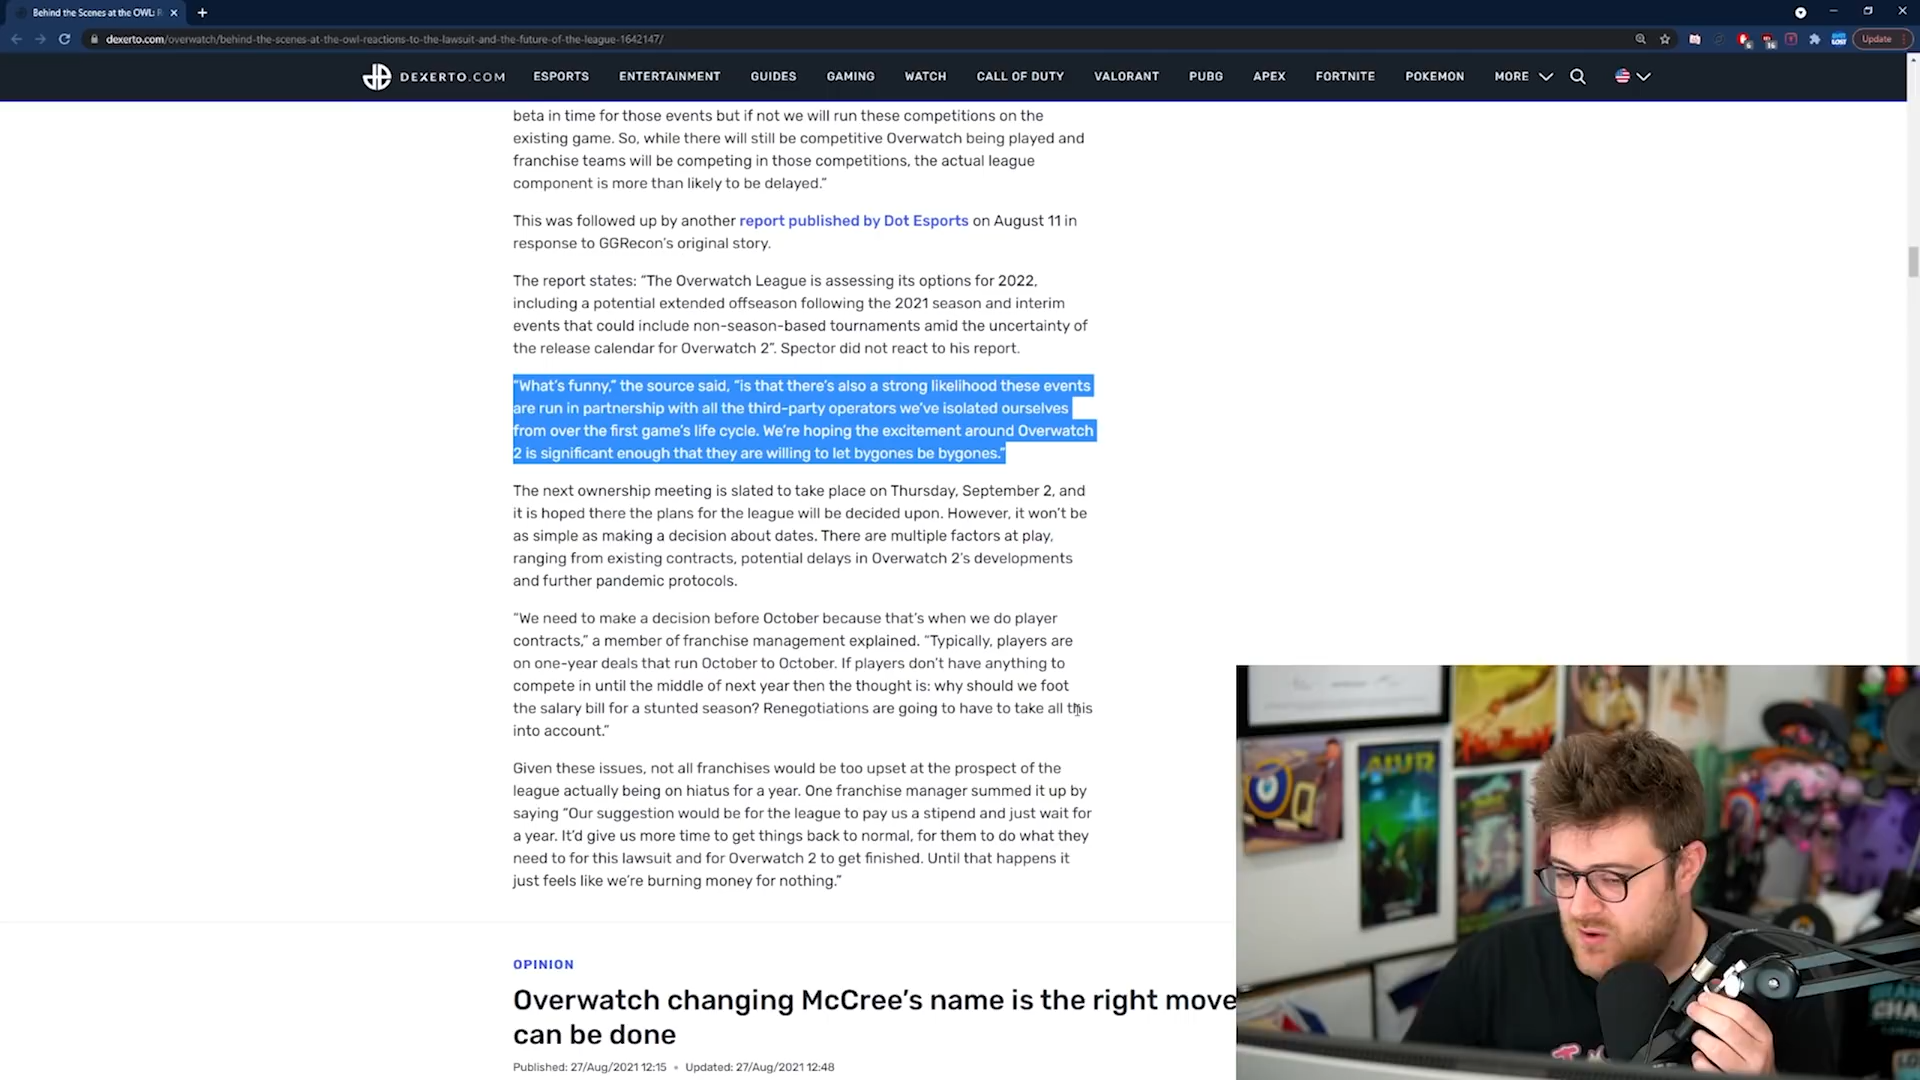 Behind the Scenes at the OWL: R
dexerto.com/overwatch/behind-the-scenes-at-the-owl-reactions-to-the-lawsuit-and-the-future-of-the-league-1642147/
Update
DEXERTO.COM ESPORTS ENTERTAINMENT GUIDES GAMING WATCH CALL OF DUTY VALORANT PUBG APEX FORTNITE POKEMON MORE
beta in time for those events but if not we will run these competitions on the
existing game. So, while there will still be competitive Overwatch being played and
franchise teams will be competing in those competitions, the actual league
component is more than likely to be delayed.”
This was followed up by another report published by Dot Esports on August 11 in
response to GGRecon’s original story.
The report states: “The Overwatch League is assessing its options for 2022,
including a potential extended offseason following the 2021 season and interim
events that could include non-season-based tournaments amid the uncertainty of
the release calendar for Overwatch 2”. Spector did not react to his report.
“What’s funny,” the source said, “is that there’s also a strong likelihood these events
are run in partnership with all the third-party operators we’ve isolated ourselves
from over the first game’s life cycle. We’re hoping the excitement around Overwatch
2 is significant enough that they are willing to let bygones be bygones.”
The next ownership meeting is slated to take place on Thursday, September 2, and
it is hoped there the plans for the league will be decided upon. However, it won’t be
as simple as making a decision about dates. There are multiple factors at play,
ranging from existing contracts, potential delays in Overwatch 2’s developments
and further pandemic protocols.
“We need to make a decision before October because that’s when we do player
contracts,” a member of franchise management explained. “Typically, players are
on one-year deals that run October to October. If players don’t have anything to
compete in until the middle of next year then the thought is: why should we foot
the salary bill for a stunted season? Renegotiations are going to have to take all this
into account.”
Given these issues, not all franchises would be too upset at the prospect of the
league actually being on hiatus for a year. One franchise manager summed it up by
saying “Our suggestion would be for the league to pay us a stipend and just wait for
a year. It’d give us more time to get things back to normal, for them to do what they
need to for this lawsuit and for Overwatch 2 to get finished. Until that happens it
just feels like we’re burning money for nothing.”
OPINION
Overwatch changing McCree’s name is the right move
can be done
Published: 27/Aug/2021 12:15 • Updated: 27/Aug/2021 12:48